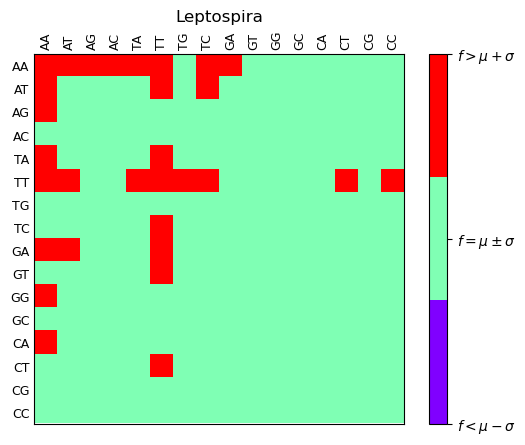 Leptospira
AA AT AG AC TA TT TG TC GA GT GG GC CA CT CG CC
AA
AT
AG
AC
TA
TT
TG
TC
GA
GT
GG
GC
CA
CT
CG
CC
f > μ + σ
f = μ ± σ
f < μ − σ